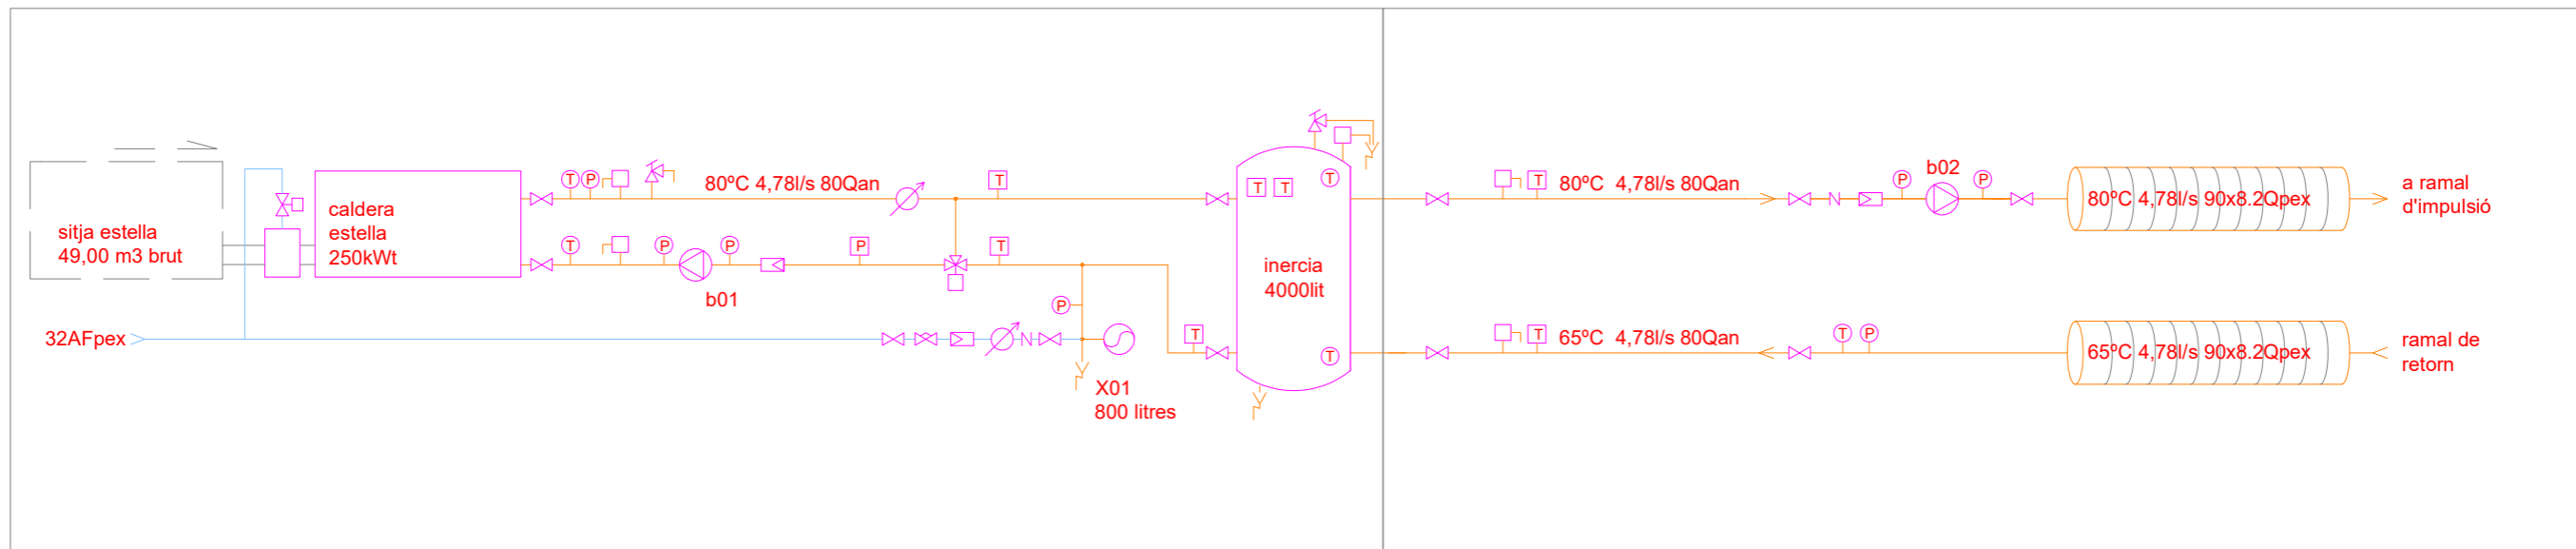 sitja estella
49,00 m3 brut
caldera
estella
250kWt
T
P
80ºC 4,78l/s 80Qan
T
T
P
P
b01
P
T
32AFpex
P
N
X01
800 litres
T
T
T
T
inercia
4000lit
T
T
80ºC 4,78l/s 80Qan
N
P
b02
P
80ºC 4,78l/s 90x8.2Qpex
a ramal
d'impulsió
T
65ºC 4,78l/s 80Qan
T
P
65ºC 4,78l/s 90x8.2Qpex
ramal de
retorn